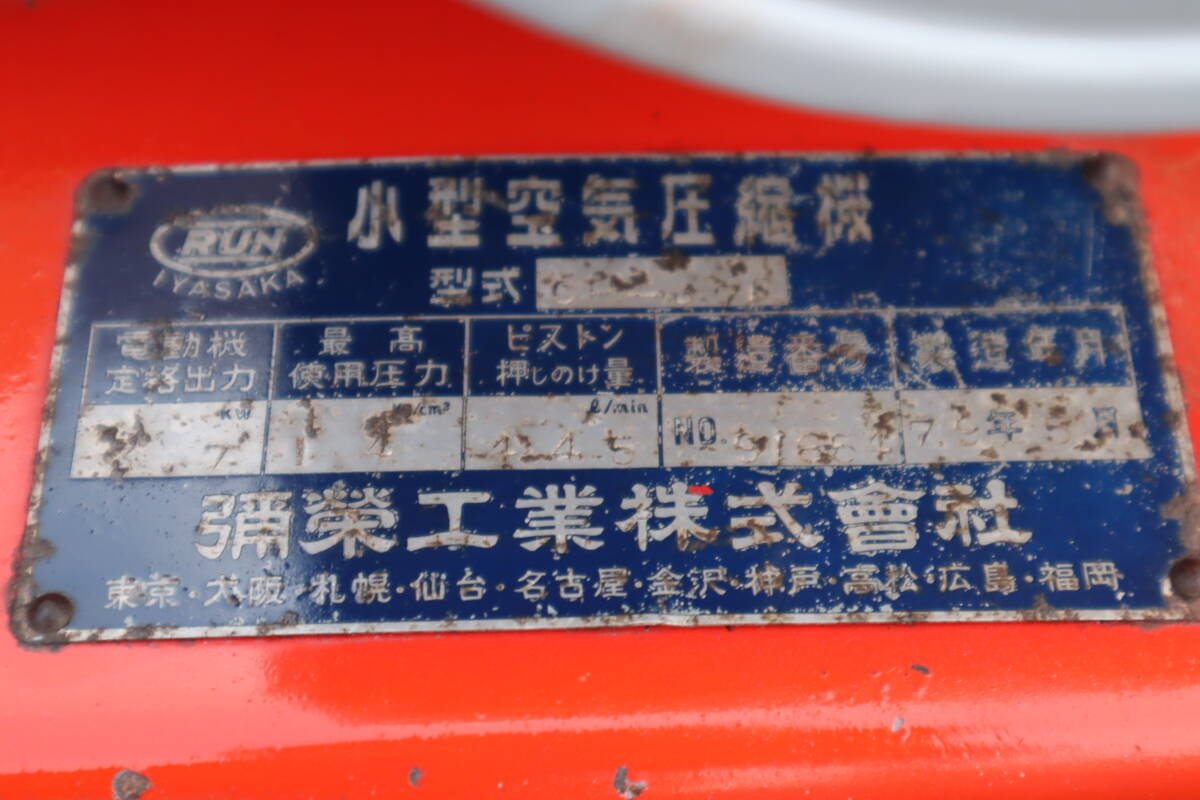 RUN
IYASAKA
小型空気圧縮機
型式
電動機 最高 ピストン 製造番号 製造年月
定格出力 使用圧力 押しのけ量
kw kg/cm² ℓ/min
7 14 445 NO. 年 月
彌榮工業株式會社
東京・大阪・札幌・仙台・名古屋・金沢・神戸・高松・広島・福岡